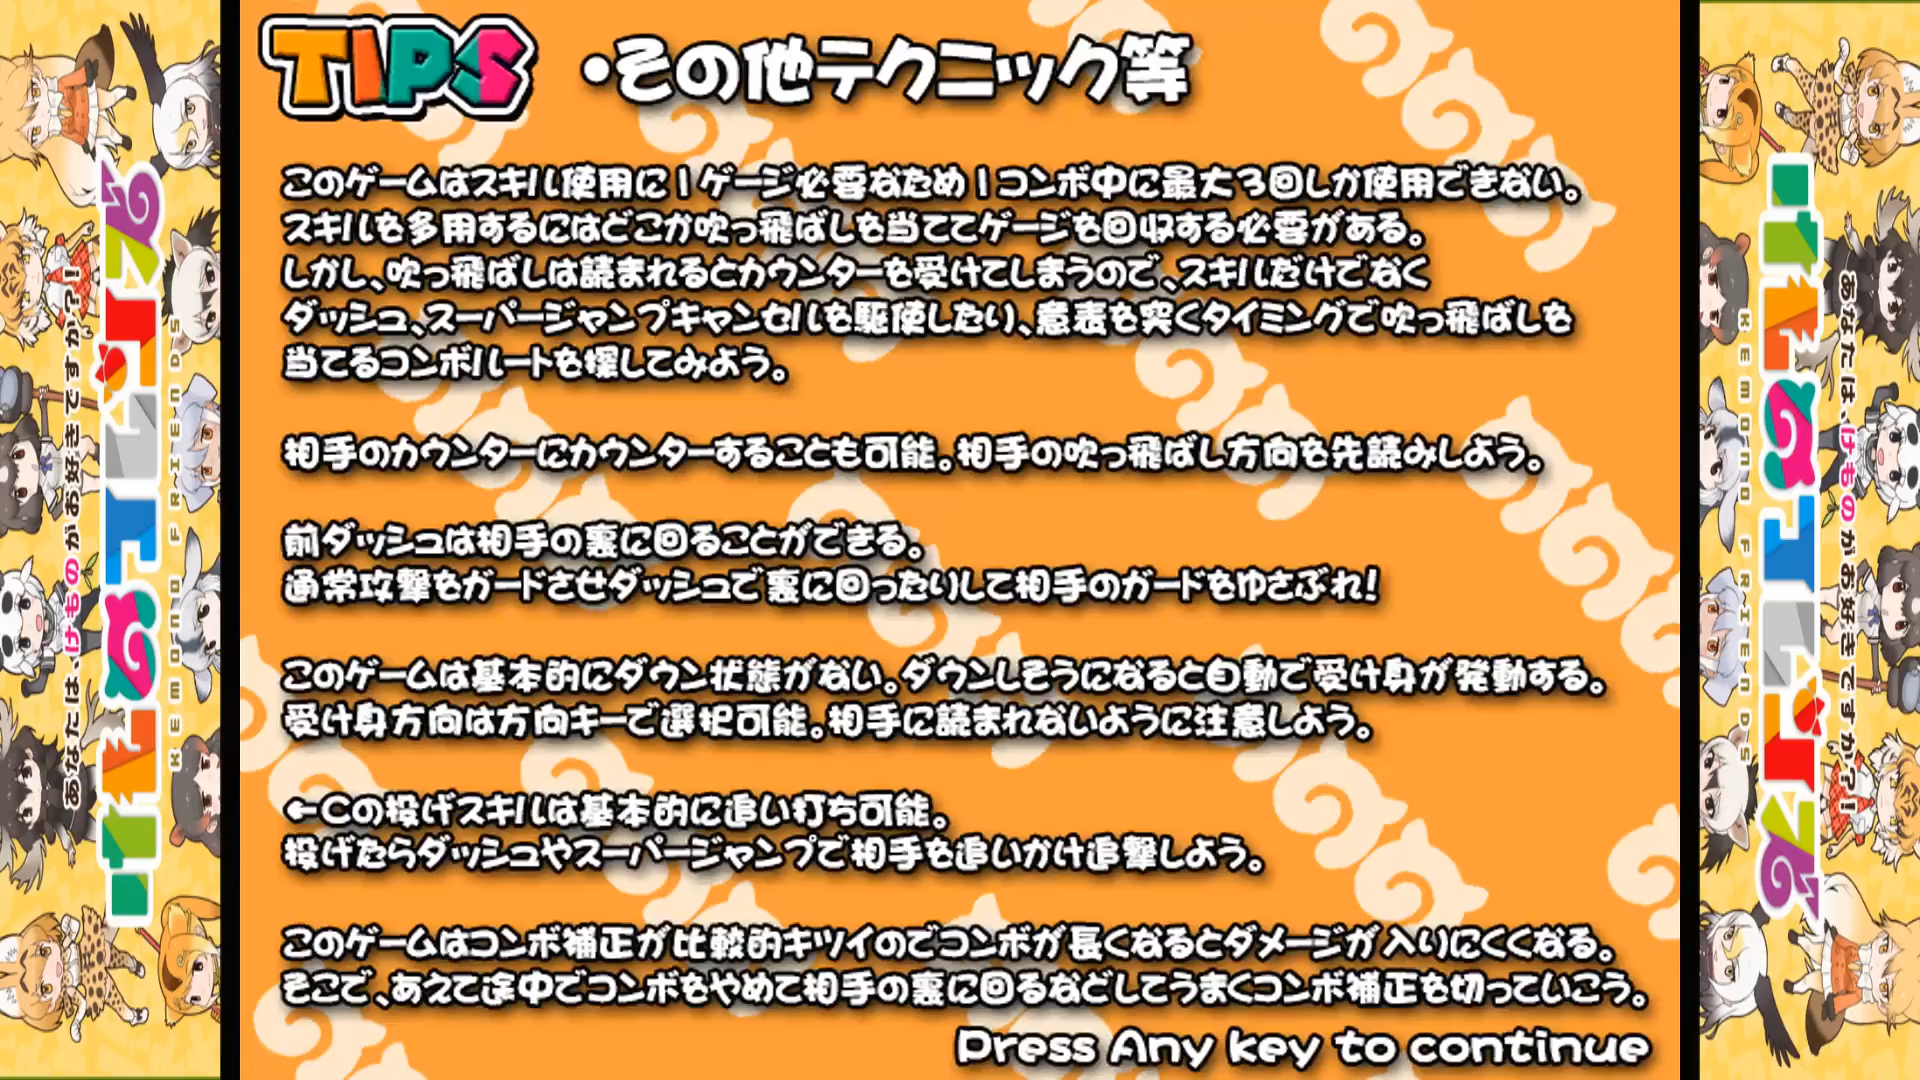 TIPS ・その他テクニック等
このゲームはスキル使用に1ゲージ必要なため1コンボ中に最大3回しか使用できない。
スキルを多用するにはどこか吹っ飛ばしを当ててゲージを回収する必要がある。
しかし、吹っ飛ばしは読まれるとカウンターを受けてしまうので、スキルだけでなく
ダッシュ、スーパージャンプキャンセルを駆使したり、意表を突くタイミングで吹っ飛ばしを
当てるコンボルートを探してみよう。
相手のカウンターにカウンターすることも可能。相手の吹っ飛ばし方向を先読みしよう。
前ダッシュは相手の裏に回ることができる。
通常攻撃をガードさせダッシュで裏に回ったりして相手のガードをゆさぶれ!
このゲームは基本的にダウン状態がない。ダウンしそうになると自動で受け身が発動する。
受け身方向は方向キーで選択可能。相手に読まれないように注意しよう。
←Cの投げスキルは基本的に追い打ち可能。
投げたらダッシュやスーパージャンプで相手を追いかけ追撃しよう。
このゲームはコンボ補正が比較的キツイのでコンボが長くなるとダメージが入りにくくなる。
そこで、あえて途中でコンボをやめて相手の裏に回るなどしてうまくコンボ補正を切っていこう。
Press Any key to continue
あなたは、けものがお好きですか?!
けものフレンズ
KEMONO FRIENDS
けものフレンズ
KEMONO FRIENDS
あなたは、けものがお好きですか?!